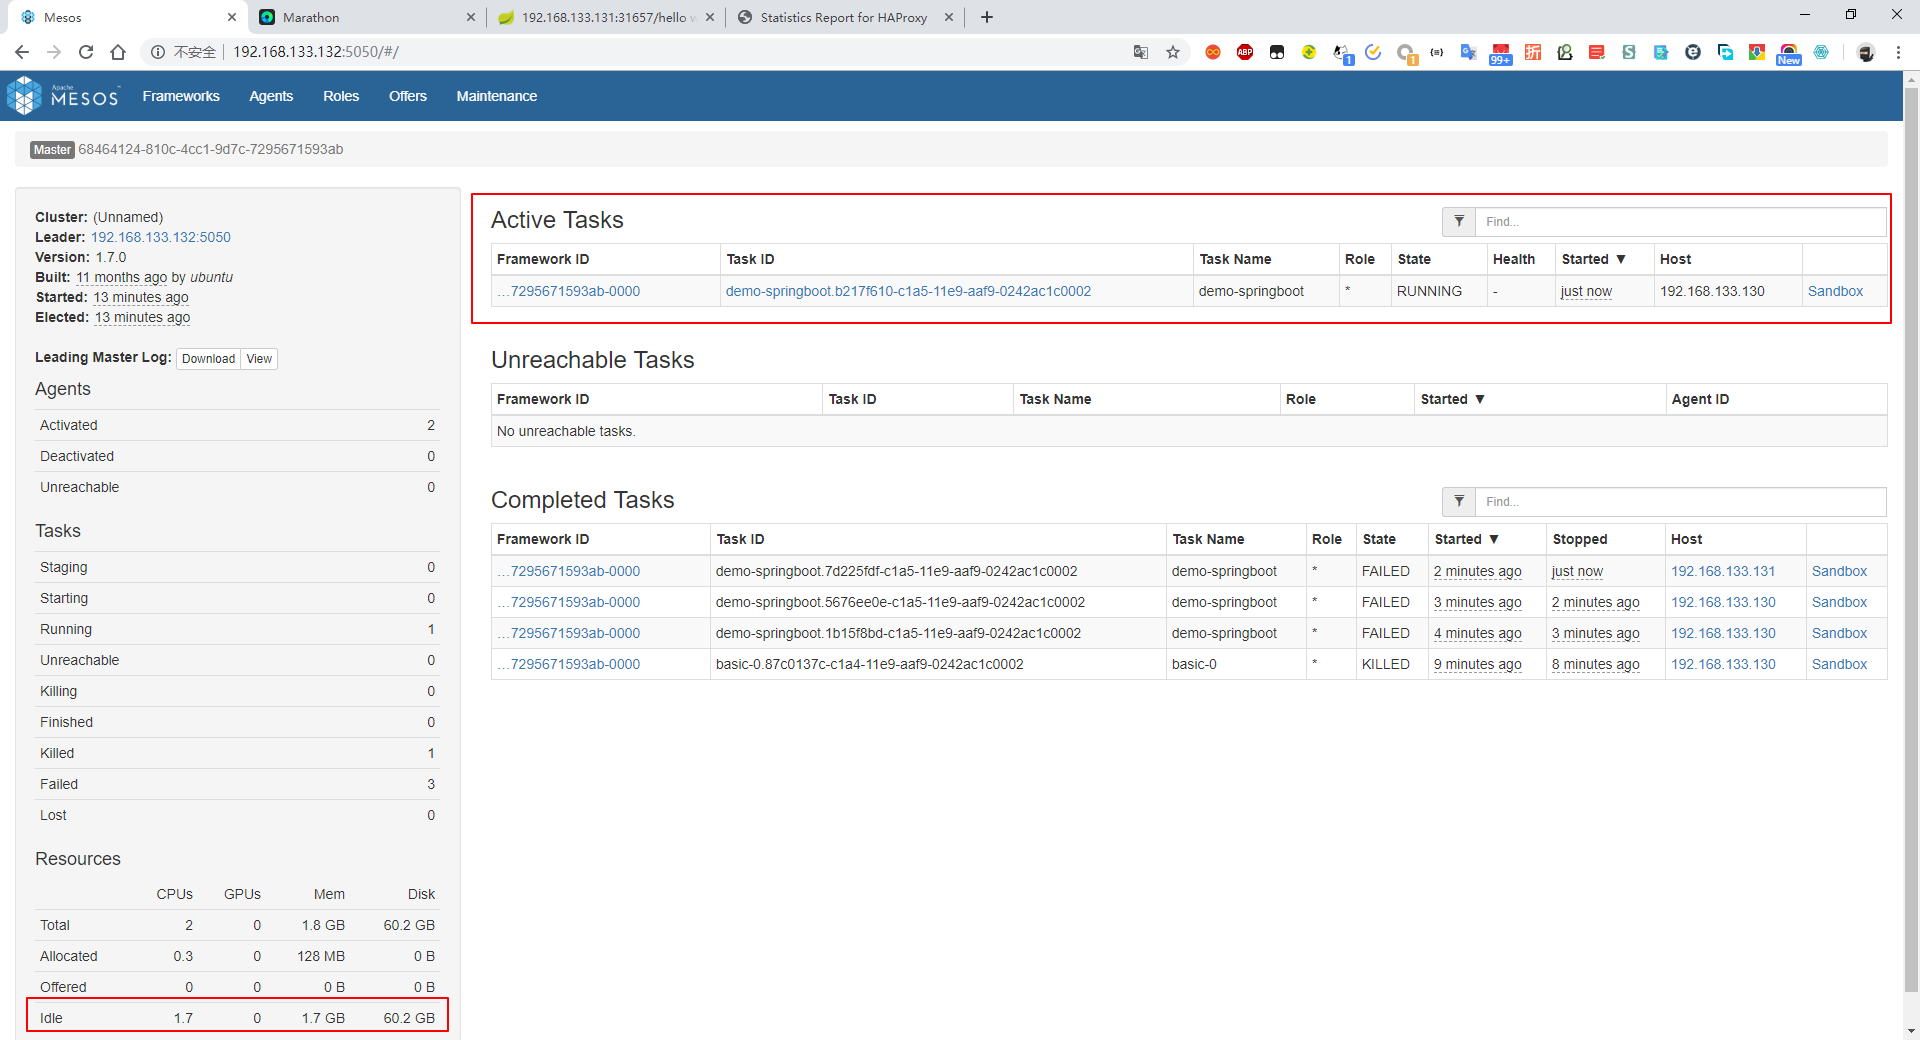 Mesos
Marathon
192.168.133.131:31657/hello w
Statistics Report for HAProxy
不安全 192.168.133.132:5050/#/
ABP
1
1
99+
折
New
Apache MESOS Frameworks Agents Roles Offers Maintenance
Master 68464124-810c-4cc1-9d7c-7295671593ab
Cluster: (Unnamed)
Leader: 192.168.133.132:5050
Version: 1.7.0
Built: 11 months ago by ubuntu
Started: 13 minutes ago
Elected: 13 minutes ago
Leading Master Log: Download View
Agents
Activated 2
Deactivated 0
Unreachable 0
Tasks
Staging 0
Starting 0
Running 1
Unreachable 0
Killing 0
Finished 0
Killed 1
Failed 3
Lost 0
Resources
CPUs GPUs Mem Disk
Total 2 0 1.8 GB 60.2 GB
Allocated 0.3 0 128 MB 0 B
Offered 0 0 0 B 0 B
Idle 1.7 0 1.7 GB 60.2 GB
Active Tasks
Find...
Framework ID Task ID Task Name Role State Health Started ▼ Host
…7295671593ab-0000 demo-springboot.b217f610-c1a5-11e9-aaf9-0242ac1c0002 demo-springboot * RUNNING - just now 192.168.133.130 Sandbox
Unreachable Tasks
Framework ID Task ID Task Name Role Started ▼ Agent ID
No unreachable tasks.
Completed Tasks
Find...
Framework ID Task ID Task Name Role State Started ▼ Stopped Host
…7295671593ab-0000 demo-springboot.7d225fdf-c1a5-11e9-aaf9-0242ac1c0002 demo-springboot * FAILED 2 minutes ago just now 192.168.133.131 Sandbox
…7295671593ab-0000 demo-springboot.5676ee0e-c1a5-11e9-aaf9-0242ac1c0002 demo-springboot * FAILED 3 minutes ago 2 minutes ago 192.168.133.130 Sandbox
…7295671593ab-0000 demo-springboot.1b15f8bd-c1a5-11e9-aaf9-0242ac1c0002 demo-springboot * FAILED 4 minutes ago 3 minutes ago 192.168.133.130 Sandbox
…7295671593ab-0000 basic-0.87c0137c-c1a4-11e9-aaf9-0242ac1c0002 basic-0 * KILLED 9 minutes ago 8 minutes ago 192.168.133.130 Sandbox